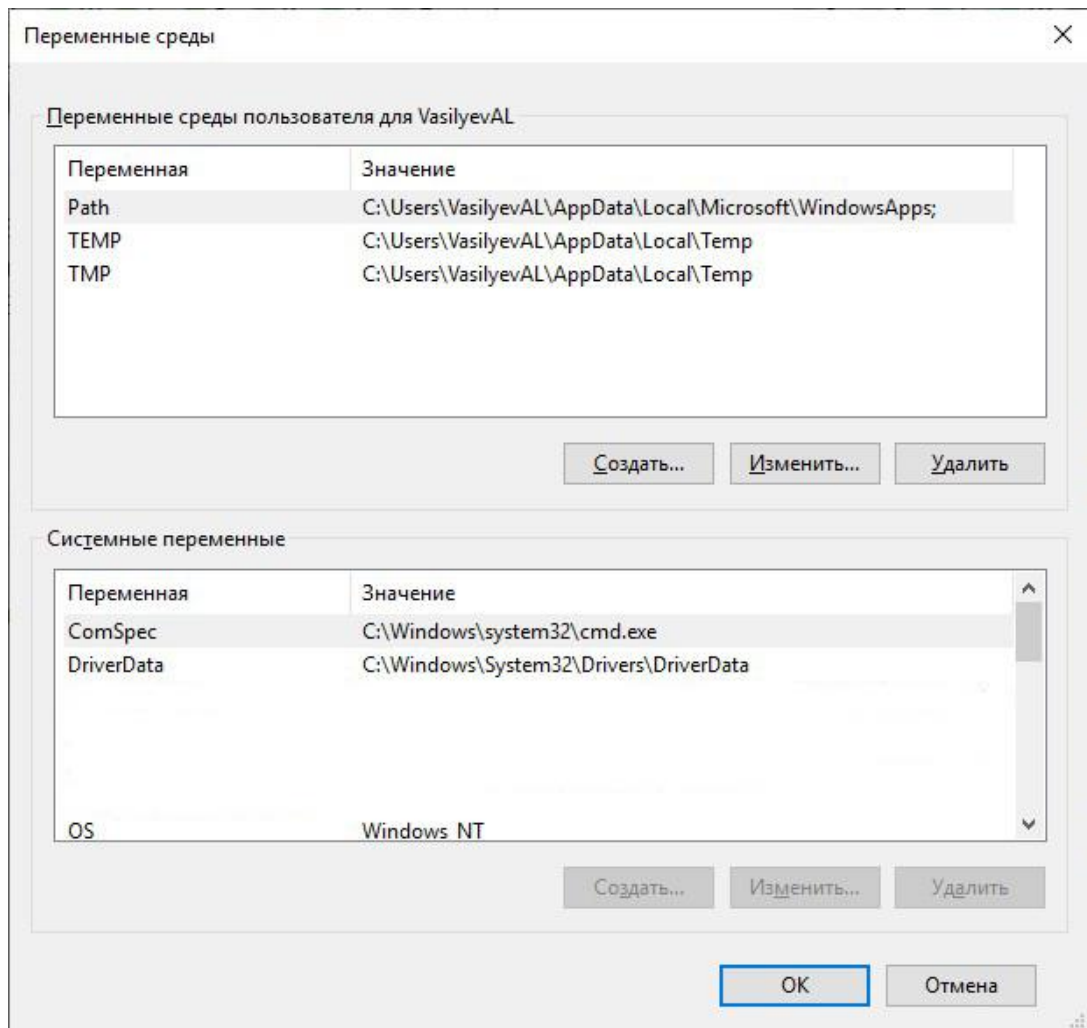 Переменные среды
Переменные среды пользователя для VasilyevAL
Переменная Значение
Path C:\Users\VasilyevAL\AppData\Local\Microsoft\WindowsApps;
TEMP C:\Users\VasilyevAL\AppData\Local\Temp
TMP C:\Users\VasilyevAL\AppData\Local\Temp
Создать... Изменить... Удалить
Системные переменные
Переменная Значение
ComSpec C:\Windows\system32\cmd.exe
DriverData C:\Windows\System32\Drivers\DriverData
OS Windows_NT
Создать... Изменить... Удалить
ОК Отмена